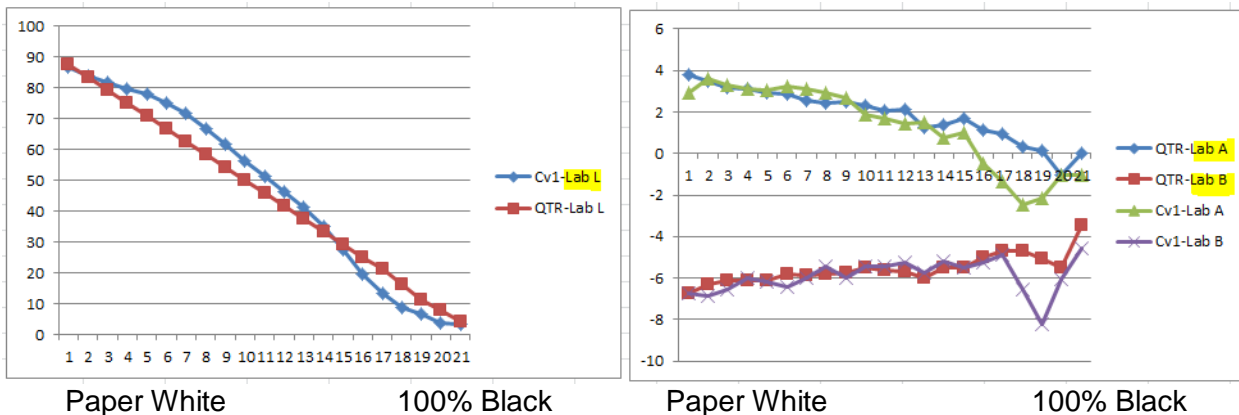 100
90
80
70
60
50
40
30
20
10
0
1 2 3 4 5 6 7 8 9 10 11 12 13 14 15 16 17 18 19 20 21
Cv1-Lab L
QTR-Lab L
Paper White 100% Black
6
4
2
0
-2
-4
-6
-8
-10
1 2 3 4 5 6 7 8 9 10 11 12 13 14 15 16 17 18 19 20 21
QTR-Lab A
QTR-Lab B
Cv1-Lab A
Cv1-Lab B
Paper White 100% Black